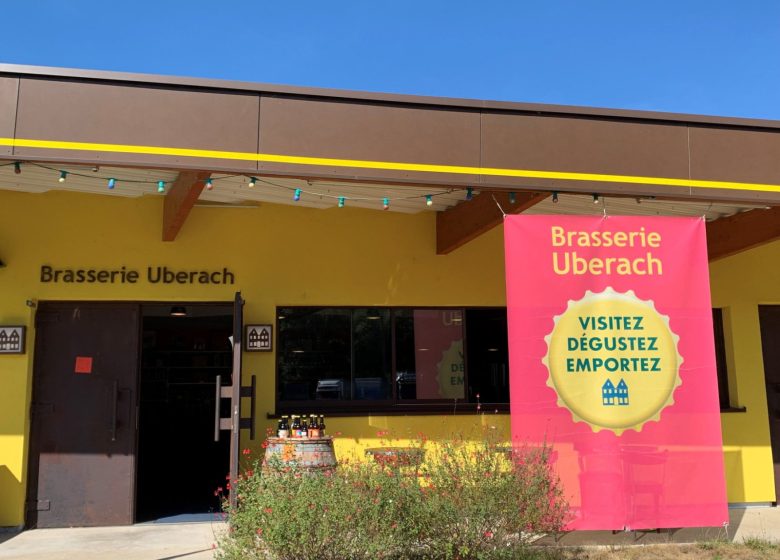 Brasserie Uberach
Brasserie
Uberach
VISITEZ
DÉGUSTEZ
EMPORTEZ